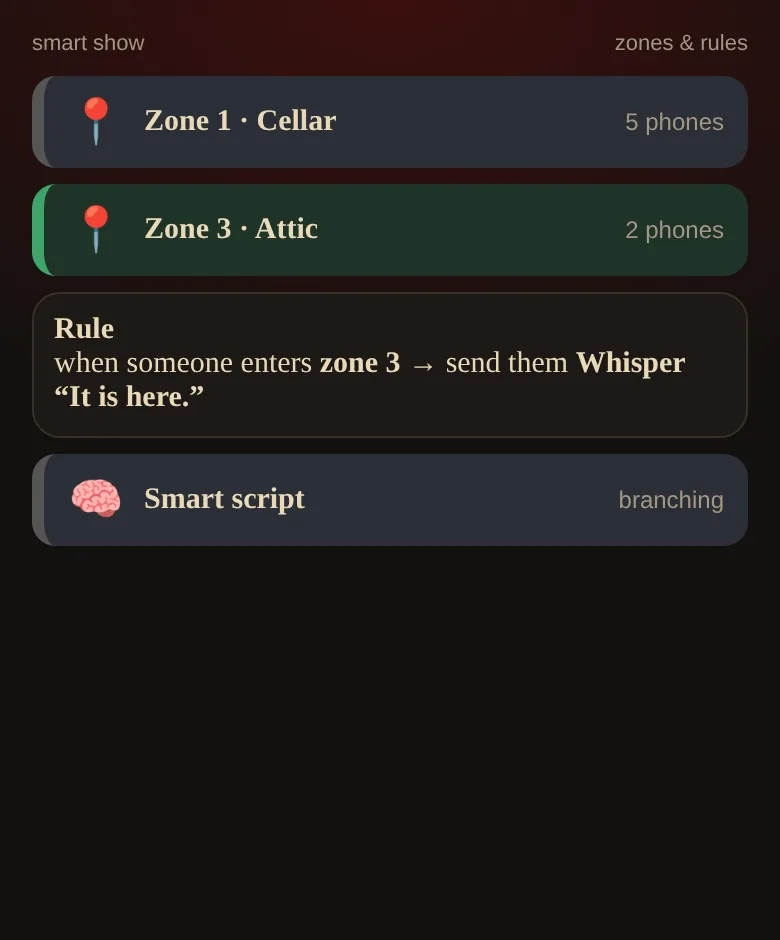 smart show
zones & rules
Zone 1 · Cellar
5 phones
Zone 3 · Attic
2 phones
Rule
when someone enters zone 3 → send them Whisper
“It is here.”
Smart script
branching